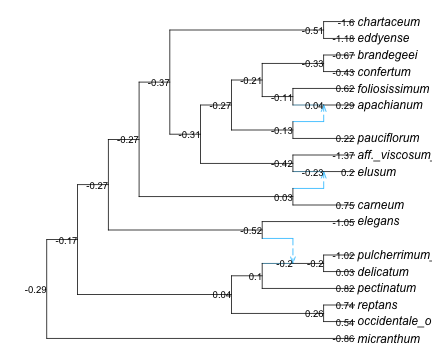 -1.6 chartaceum
-0.51
-1.18 eddyense
-0.67 brandegeei
-0.33
-0.43 confertum
-0.21
-0.37
0.62 foliosissimum
-0.11
-0.27 0.04 0.29 apachianum
-0.31 -0.13
-0.27 0.22 pauciflorum
-1.37 aff._viscosum_
-0.42
-0.23 0.2 elusum
-0.27
0.03
0.75 carneum
-1.05 elegans
-0.52
-0.17
-1.02 pulcherrimum_
-0.2 -0.2
0.1 0.03 delicatum
-0.29 0.82 pectinatum
0.04
0.74 reptans
0.26
0.54 occidentale_o
-0.86 micranthum